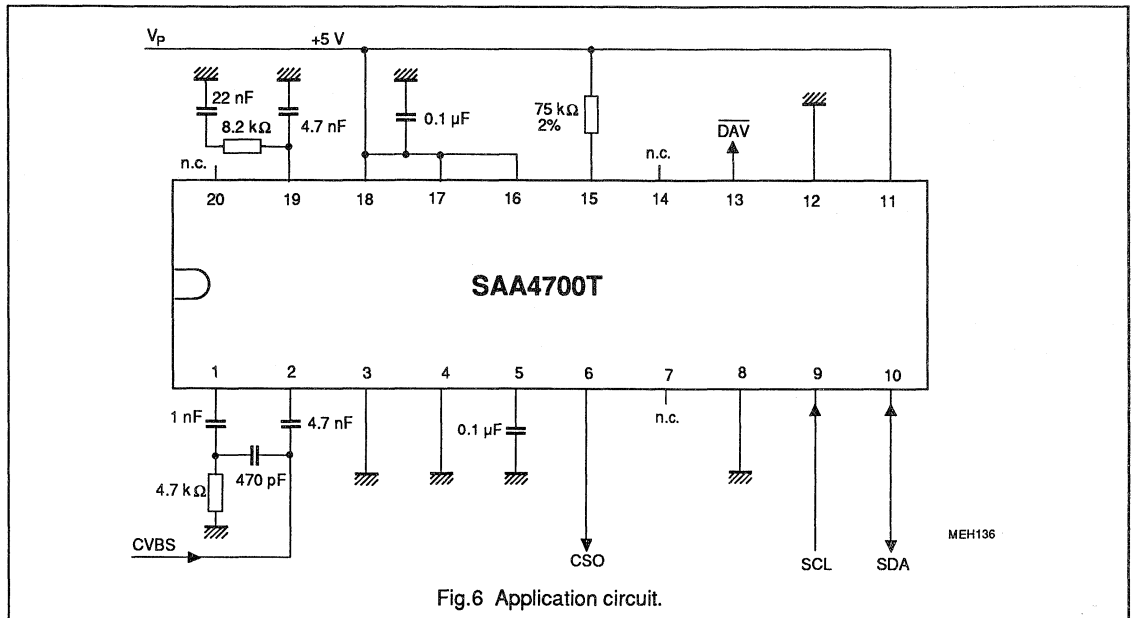 VP +5 V
22 nF
8.2 kΩ
4.7 nF
0.1 µF
75 kΩ
2%
DAV
n.c.
n.c.
20 19 18 17 16 15 14 13 12 11
SAA4700T
1 2 3 4 5 6 7 8 9 10
1 nF
4.7 nF
0.1 µF
n.c.
470 pF
4.7 kΩ
CVBS
CSO
SCL
SDA
MEH136
Fig.6 Application circuit.